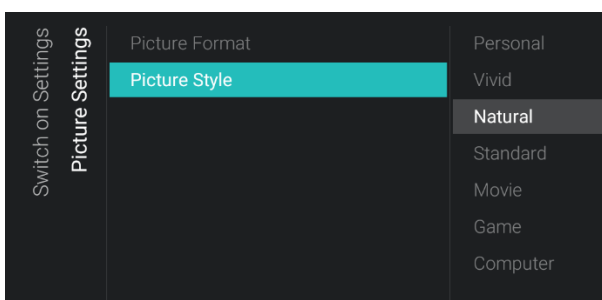 Switch on Settings
Picture Settings
Picture Format
Picture Style
Personal
Vivid
Natural
Standard
Movie
Game
Computer